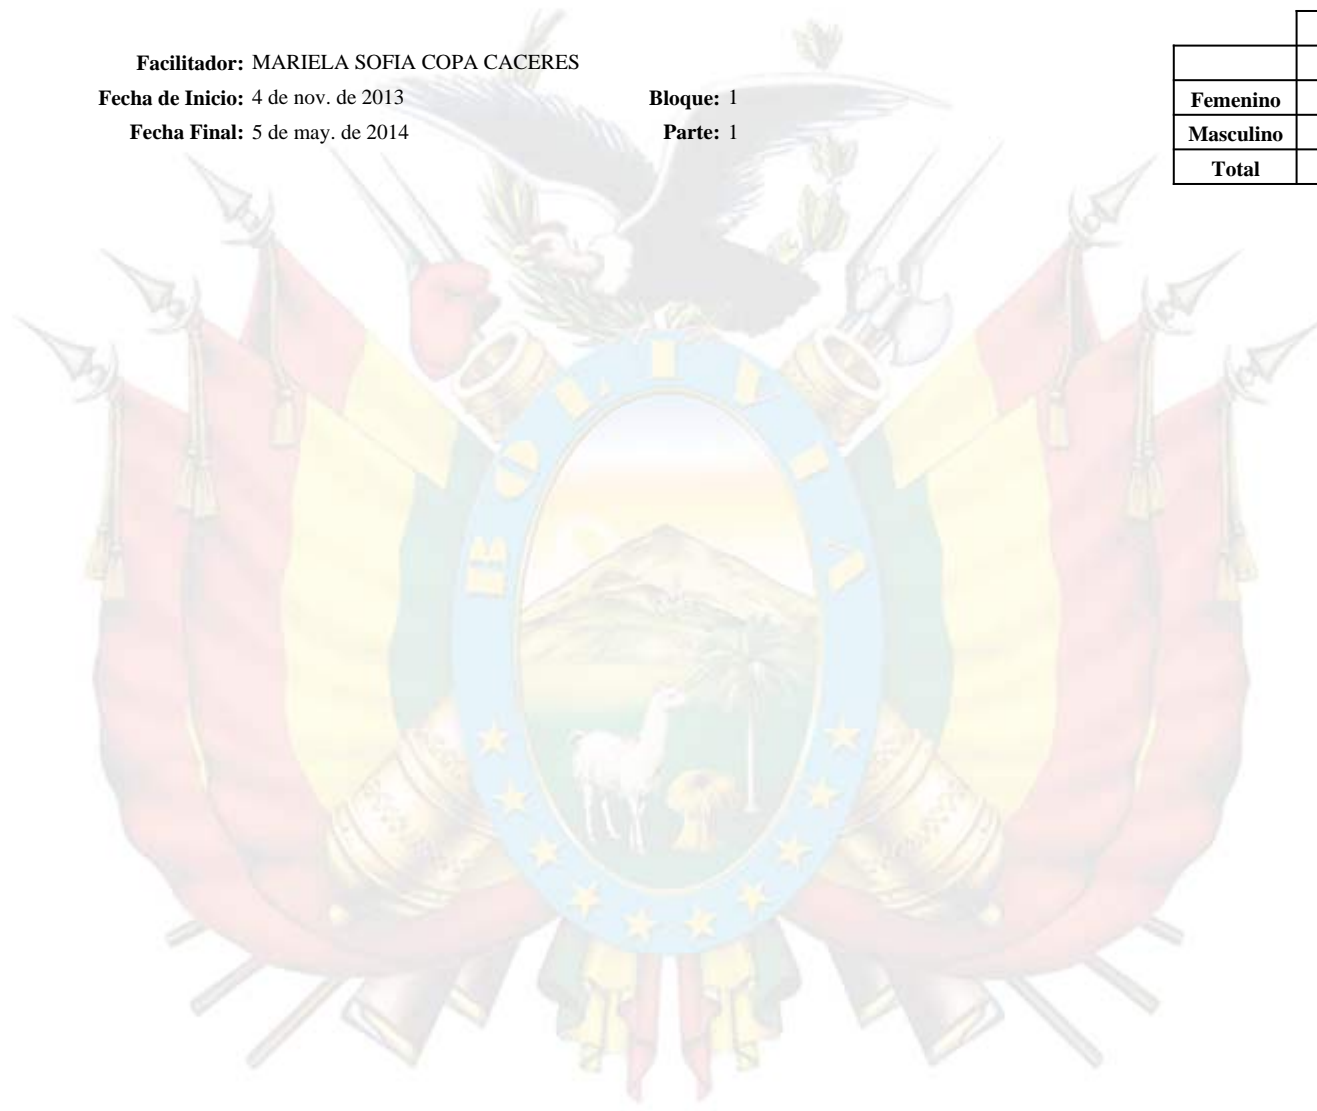 Facilitador: MARIELA SOFIA COPA CACERES
Fecha de Inicio: 4 de nov. de 2013 Bloque: 1
Fecha Final: 5 de may. de 2014 Parte: 1
Femenino
Masculino
Total
BOLIVIA